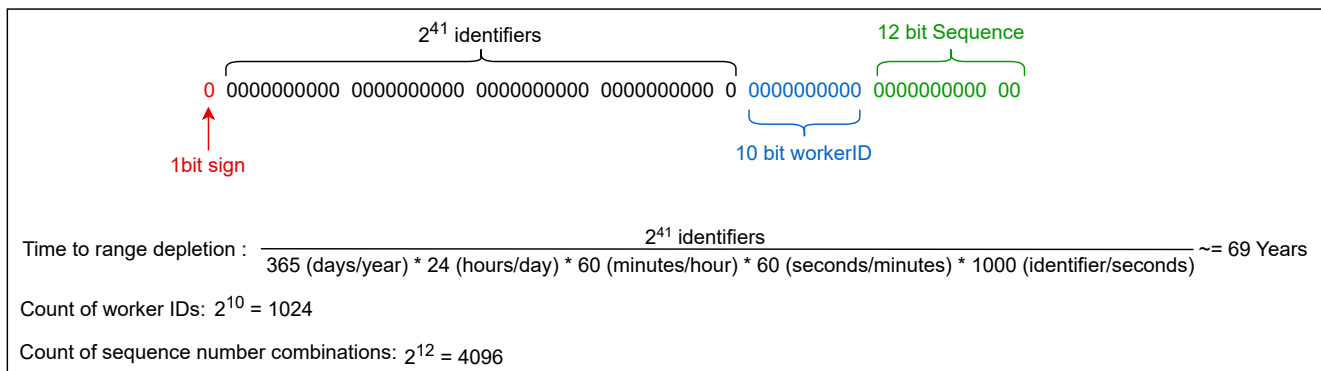 2^41 identifiers 12 bit Sequence
0 0000000000 0000000000 0000000000 0000000000 0 0000000000 0000000000 00
1bit sign 10 bit workerID
2^41 identifiers
Time to range depletion : 365 (days/year) * 24 (hours/day) * 60 (minutes/hour) * 60 (seconds/minutes) * 1000 (identifier/seconds) ~= 69 Years
Count of worker IDs: 2^10 = 1024
Count of sequence number combinations: 2^12 = 4096